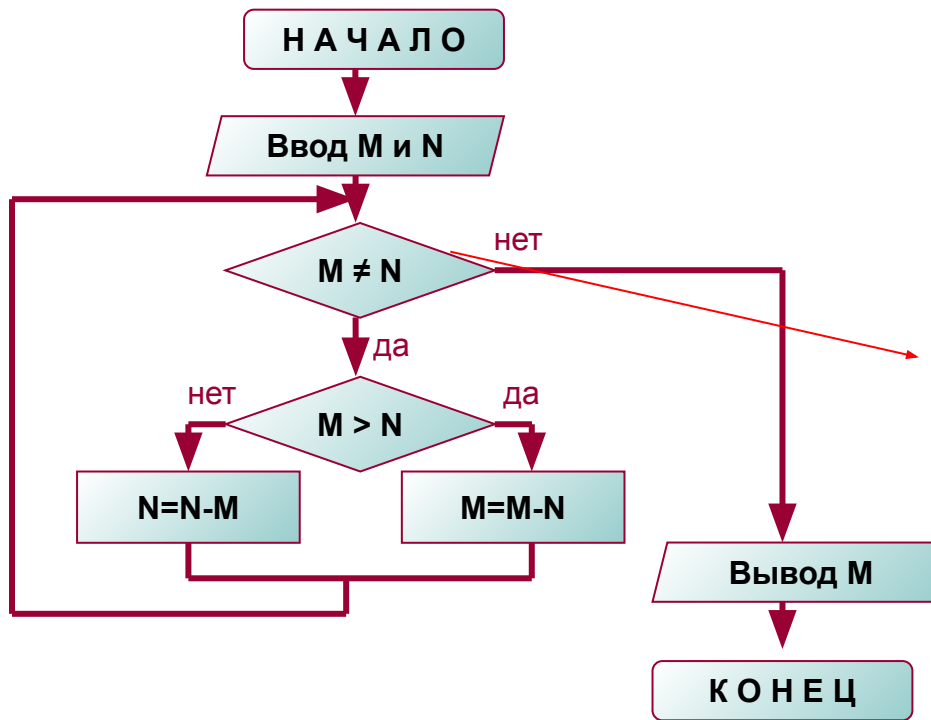 Н А Ч А Л О
Ввод M и N
нет
M ≠ N
да
нет
да
M > N
N=N-M
M=M-N
Вывод M
К О Н Е Ц